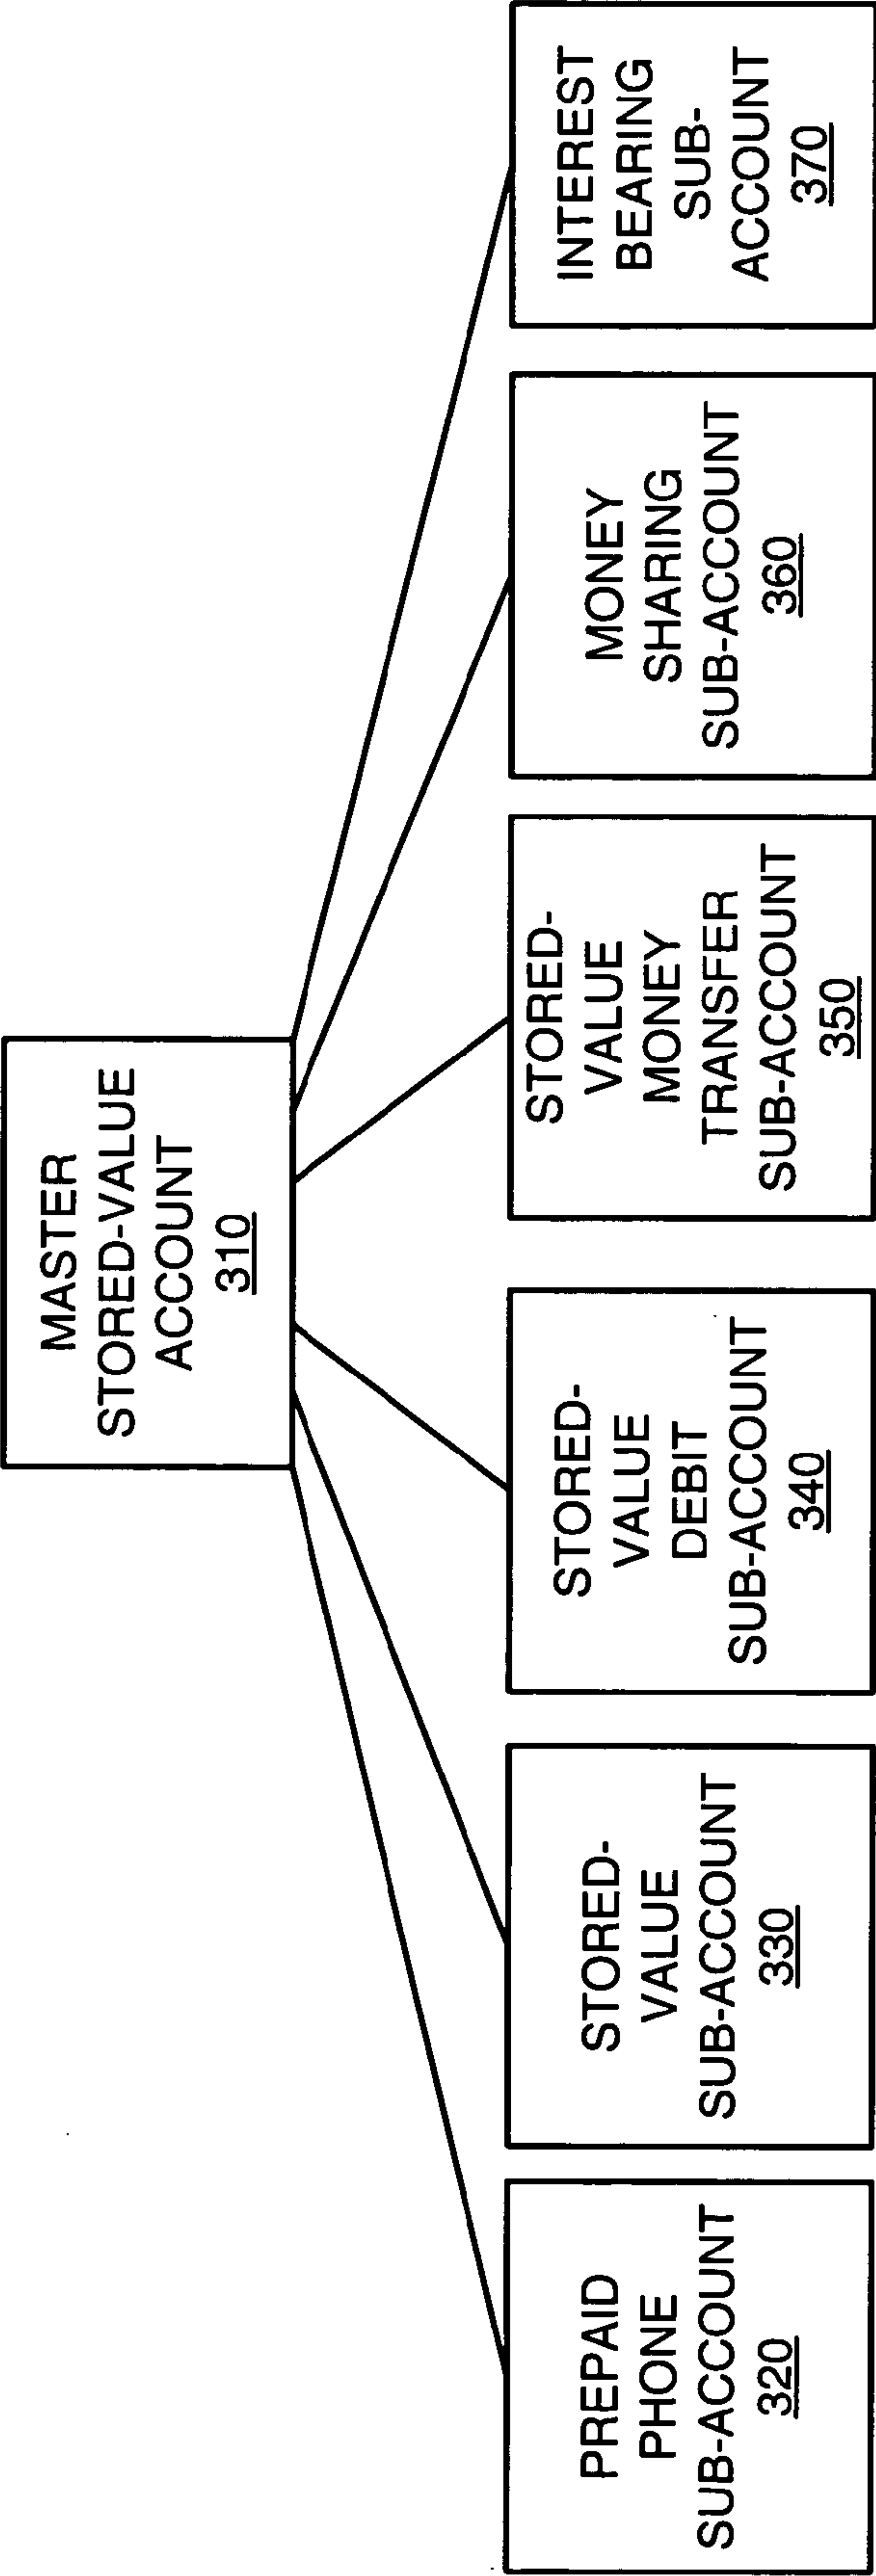 MASTER
STORED-VALUE
ACCOUNT
310
PREPAID
PHONE
SUB-ACCOUNT
320
STORED-
VALUE
SUB-ACCOUNT
330
STORED-
VALUE
DEBIT
SUB-ACCOUNT
340
STORED-
VALUE
MONEY
TRANSFER
SUB-ACCOUNT
350
MONEY
SHARING
SUB-ACCOUNT
360
INTEREST
BEARING
SUB-
ACCOUNT
370